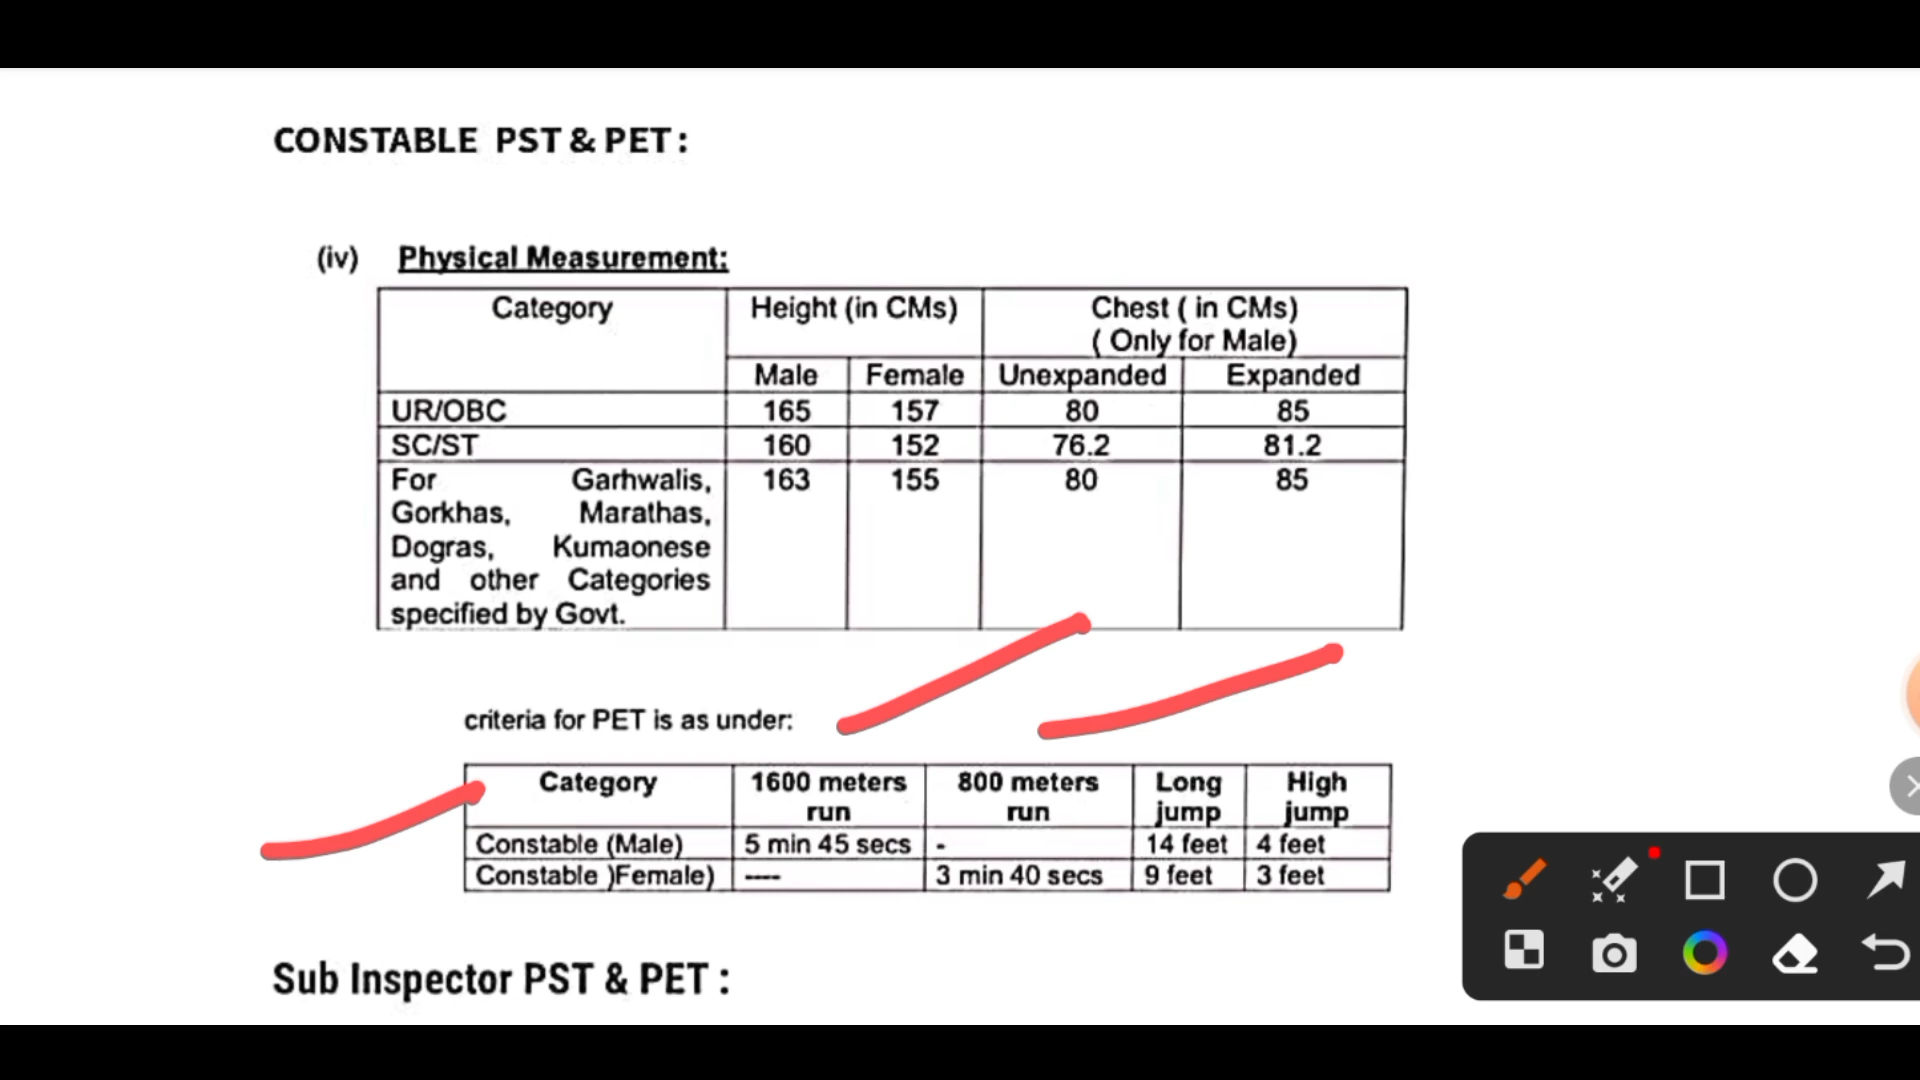 CONSTABLE PST & PET :
(iv) Physical Measurement:
Category Height (in CMs) Chest ( in CMs)
( Only for Male)
Male Female Unexpanded Expanded
UR/OBC 165 157 80 85
SC/ST 160 152 76.2 81.2
For Garhwalis, 163 155 80 85
Gorkhas, Marathas,
Dogras, Kumaonese
and other Categories
specified by Govt.
criteria for PET is as under:
Category 1600 meters 800 meters Long High
run run jump jump
Constable (Male) 5 min 45 secs - 14 feet 4 feet
Constable )Female) ---- 3 min 40 secs 9 feet 3 feet
Sub Inspector PST & PET :